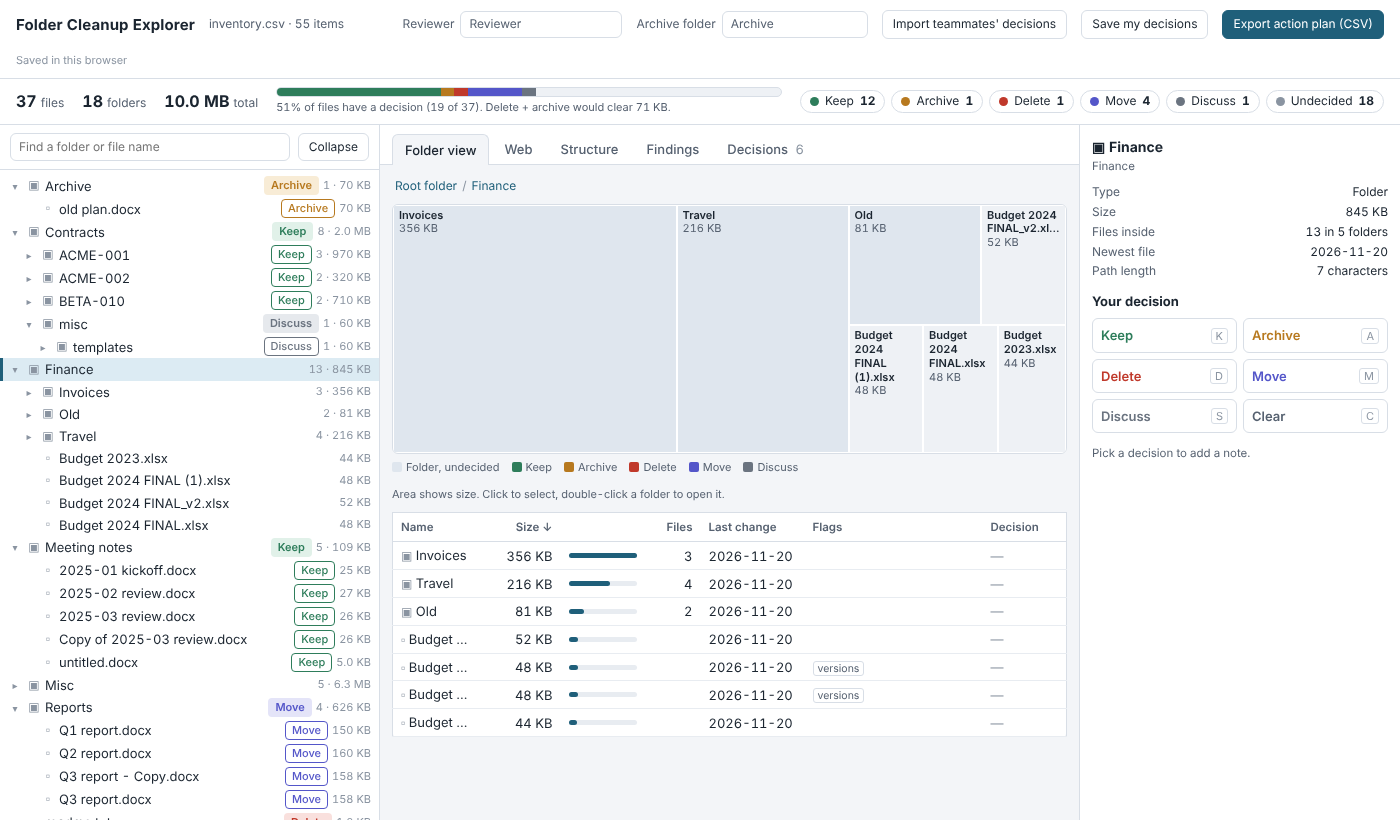 Folder Cleanup Explorer inventory.csv · 55 items Reviewer Reviewer Archive folder Archive Import teammates' decisions Save my decisions Export action plan (CSV)
Saved in this browser
37 files 18 folders 10.0 MB total
51% of files have a decision (19 of 37). Delete + archive would clear 71 KB.
Keep 12 Archive 1 Delete 1 Move 4 Discuss 1 Undecided 18
Find a folder or file name Collapse
Archive Archive 1 · 70 KB
old plan.docx Archive 70 KB
Contracts Keep 8 · 2.0 MB
ACME-001 Keep 3 · 970 KB
ACME-002 Keep 2 · 320 KB
BETA-010 Keep 2 · 710 KB
misc Discuss 1 · 60 KB
templates Discuss 1 · 60 KB
Finance 13 · 845 KB
Invoices 3 · 356 KB
Old 2 · 81 KB
Travel 4 · 216 KB
Budget 2023.xlsx 44 KB
Budget 2024 FINAL (1).xlsx 48 KB
Budget 2024 FINAL_v2.xlsx 52 KB
Budget 2024 FINAL.xlsx 48 KB
Meeting notes Keep 5 · 109 KB
2025-01 kickoff.docx Keep 25 KB
2025-02 review.docx Keep 27 KB
2025-03 review.docx Keep 26 KB
Copy of 2025-03 review.docx Keep 26 KB
untitled.docx Keep 5.0 KB
Misc 5 · 6.3 MB
Reports Move 4 · 626 KB
Q1 report.docx Move 150 KB
Q2 report.docx Move 160 KB
Q3 report - Copy.docx Move 158 KB
Q3 report.docx Move 158 KB
Folder view Web Structure Findings Decisions 6
Root folder / Finance
Invoices
356 KB
Travel
216 KB
Old
81 KB
Budget 2024
FINAL_v2.xl...
52 KB
Budget
2024
FINAL
(1).xlsx
48 KB
Budget
2024
FINAL.xlsx
48 KB
Budget
2023.xlsx
44 KB
Folder, undecided Keep Archive Delete Move Discuss
Area shows size. Click to select, double-click a folder to open it.
Name Size ↓ Files Last change Flags Decision
Invoices 356 KB 3 2026-11-20 —
Travel 216 KB 4 2026-11-20 —
Old 81 KB 2 2026-11-20 —
Budget ... 52 KB 2026-11-20 —
Budget ... 48 KB 2026-11-20 versions —
Budget ... 48 KB 2026-11-20 versions —
Budget ... 44 KB 2026-11-20 —
Finance
Finance
Type Folder
Size 845 KB
Files inside 13 in 5 folders
Newest file 2026-11-20
Path length 7 characters
Your decision
Keep K Archive A
Delete D Move M
Discuss S Clear C
Pick a decision to add a note.